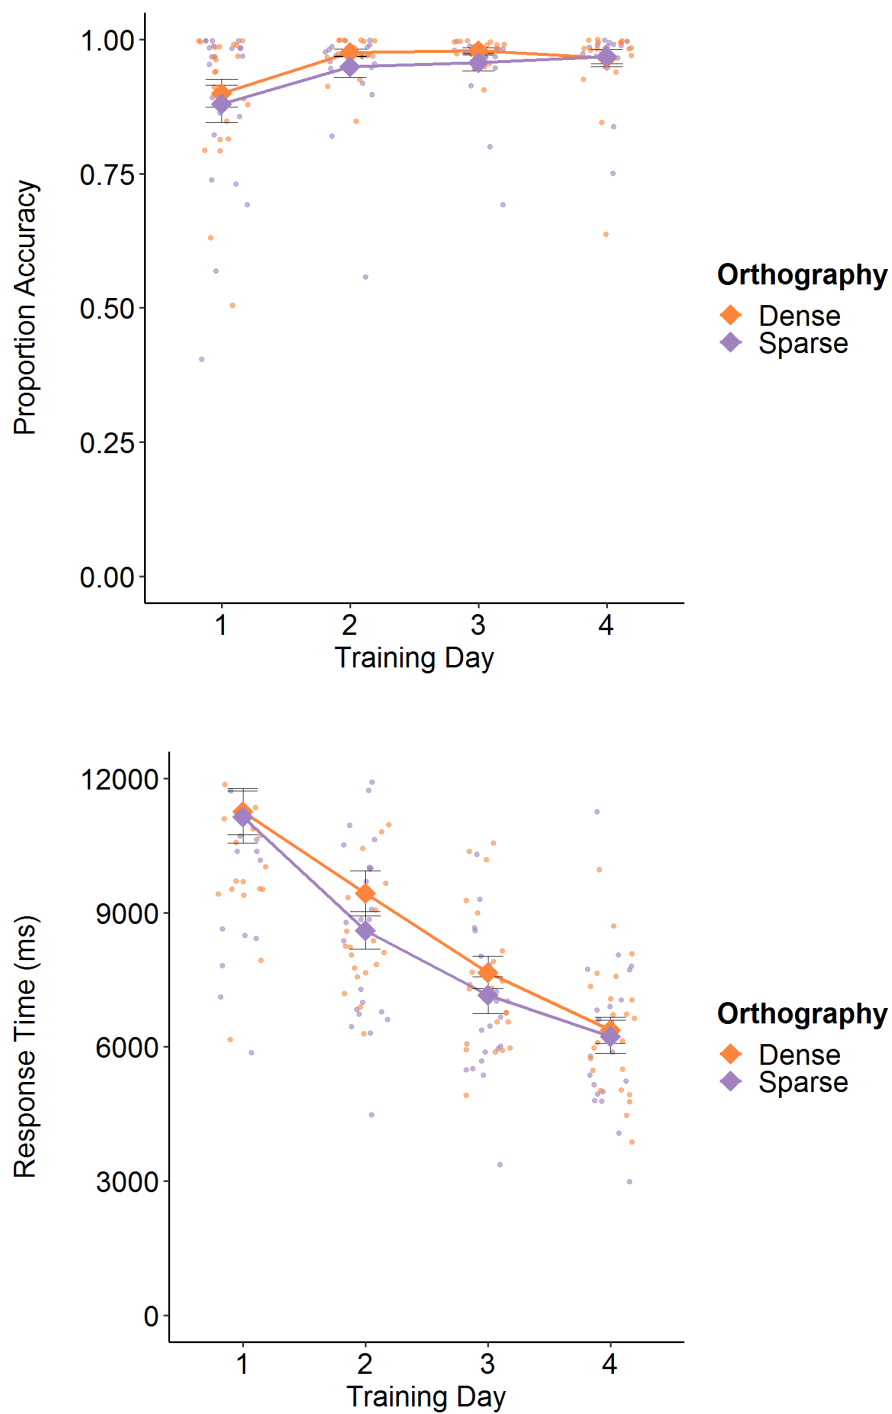 1.00
0.75
0.50
0.25
0.00
Proportion Accuracy
1 2 3 4
Training Day
Orthography
Dense
Sparse
12000
9000
6000
3000
0
Response Time (ms)
1 2 3 4
Training Day
Orthography
Dense
Sparse